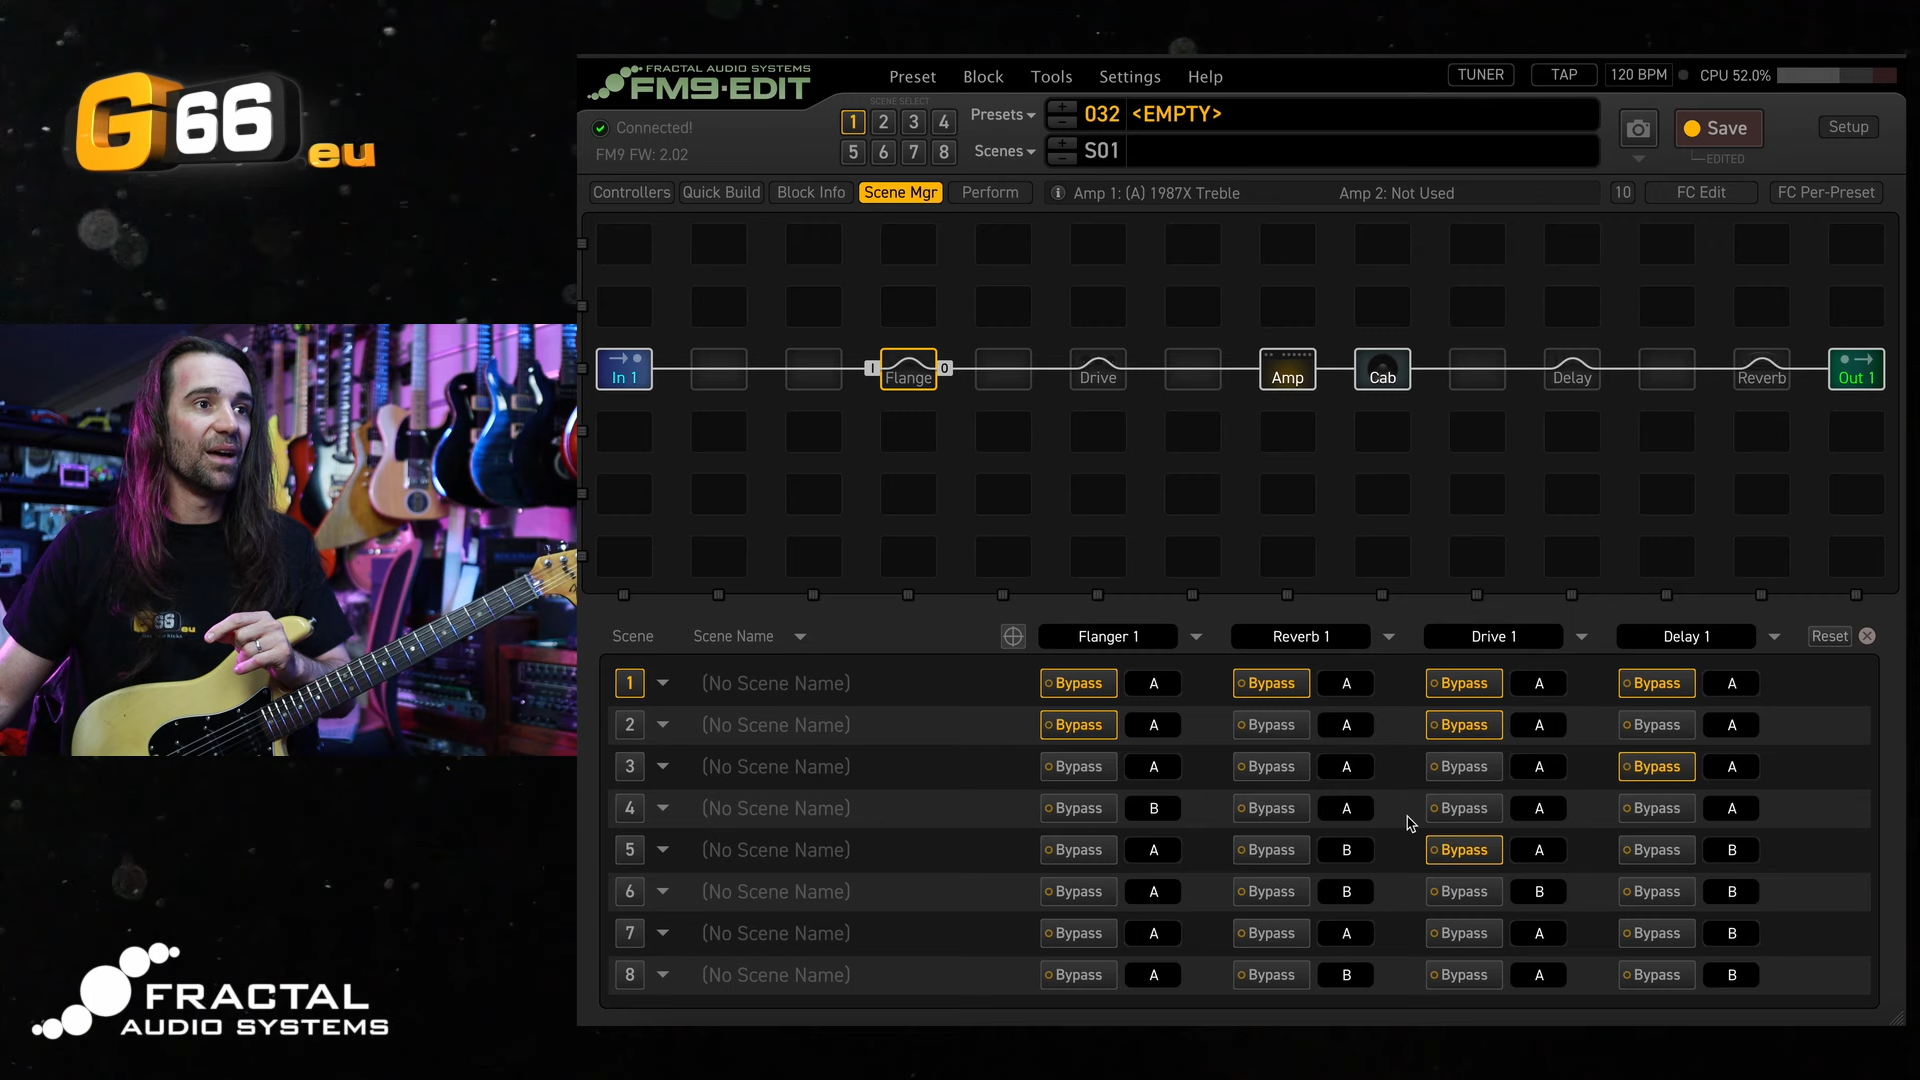 G66
eu
FRACTAL AUDIO SYSTEMS
FM9-EDIT
Preset Block Tools Settings Help
TUNER TAP 120 BPM CPU 52.0%
SCENE SELECT
1 2 3 4
5 6 7 8
Connected!
FM9 FW: 2.02
Presets + - 032 <EMPTY>
Scenes + - S01
Save
EDITED
Setup
Controllers Quick Build Block Info Scene Mgr Perform
Amp 1: (A) 1987X Treble Amp 2: Not Used
10 FC Edit FC Per-Preset
In 1 I Flange O Drive Amp Cab Delay Reverb Out 1
Scene Scene Name Flanger 1 Reverb 1 Drive 1 Delay 1 Reset
1 (No Scene Name) Bypass A Bypass A Bypass A Bypass A
2 (No Scene Name) Bypass A Bypass A Bypass A Bypass A
3 (No Scene Name) Bypass A Bypass A Bypass A Bypass A
4 (No Scene Name) Bypass B Bypass A Bypass A Bypass A
5 (No Scene Name) Bypass A Bypass B Bypass A Bypass B
6 (No Scene Name) Bypass A Bypass B Bypass B Bypass B
7 (No Scene Name) Bypass A Bypass A Bypass A Bypass B
8 (No Scene Name) Bypass A Bypass B Bypass A Bypass B
G66 eu
FRACTAL
AUDIO SYSTEMS